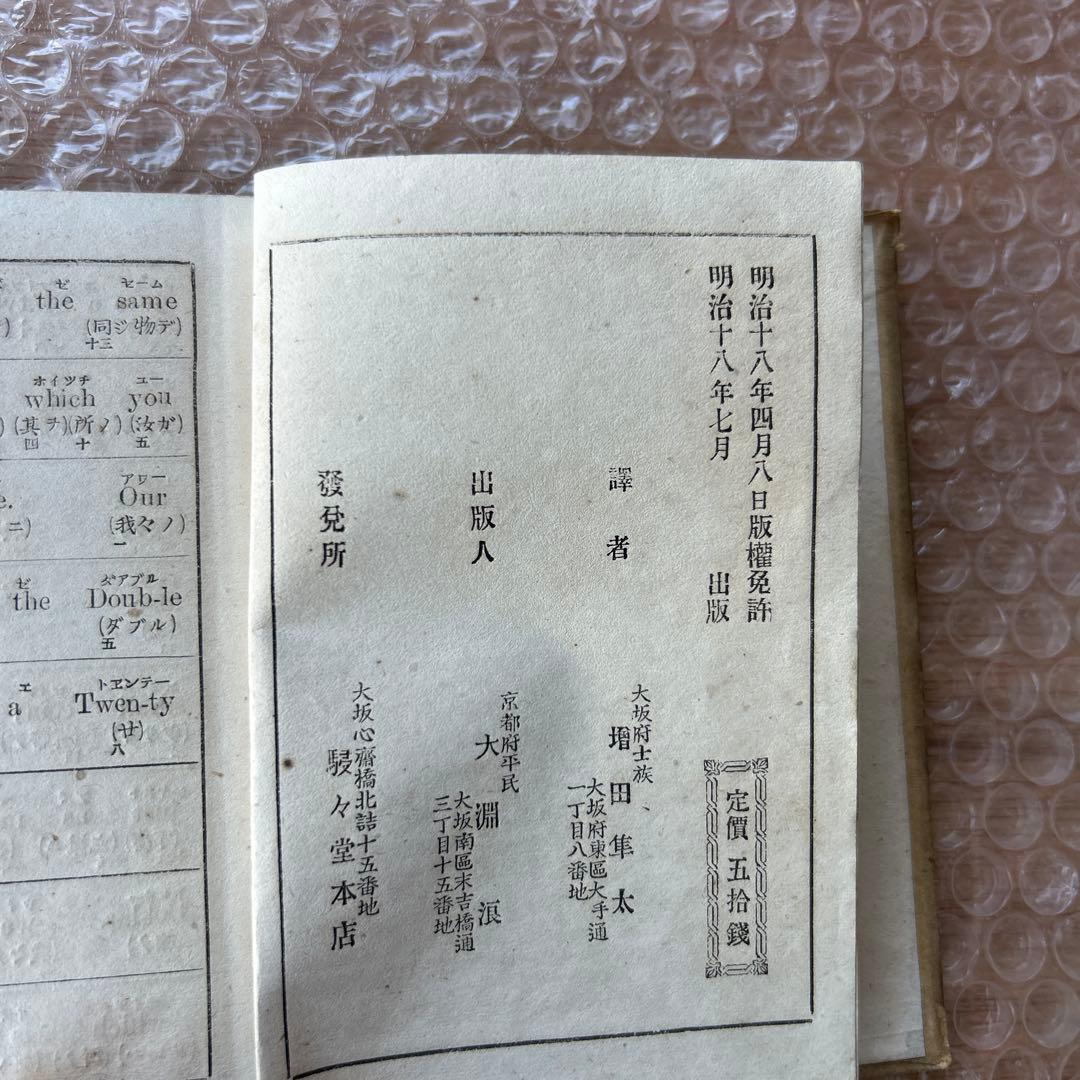 明治十八年四月八日版權免許
明治十八年七月　出版
定價 五拾錢
譯者
大坂府士族
增田隼太
大坂府東區大手通
一丁目八番地
出版人
京都府平民
大淵浪
大坂南區末吉橋通
三丁目十五番地
發兌所
大坂心齋橋北詰十五番地
駸々堂本店
ゼ セーム
the same
(同ジ物デ)
十三
ホイツチ ユー
which you
(其ヲ)(所ノ)(汝ガ)
四 十 五
アワー
e. Our
ニ) (我々ノ)
一
ゼ ダアブル
the Doub-le
(ダブル)
五
エ トヱンテー
a Twen-ty
(廿)
八